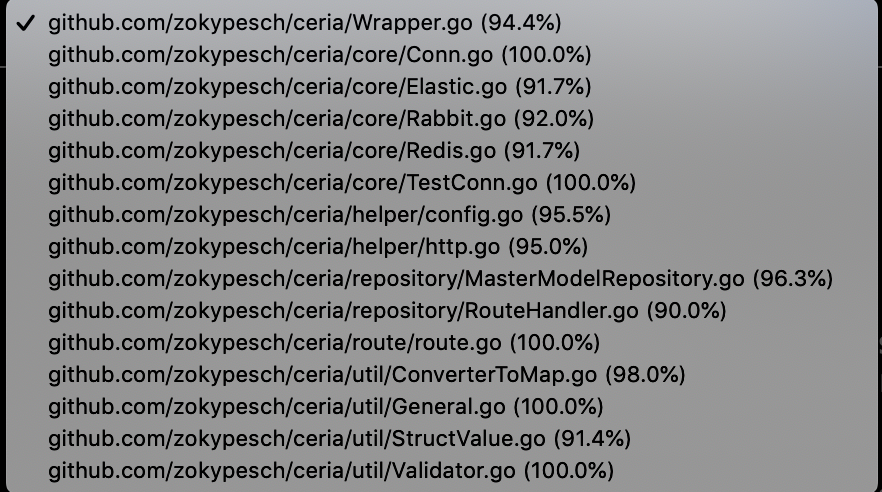 ✓ github.com/zokypesch/ceria/Wrapper.go (94.4%)
github.com/zokypesch/ceria/core/Conn.go (100.0%)
github.com/zokypesch/ceria/core/Elastic.go (91.7%)
github.com/zokypesch/ceria/core/Rabbit.go (92.0%)
github.com/zokypesch/ceria/core/Redis.go (91.7%)
github.com/zokypesch/ceria/core/TestConn.go (100.0%)
github.com/zokypesch/ceria/helper/config.go (95.5%)
github.com/zokypesch/ceria/helper/http.go (95.0%)
github.com/zokypesch/ceria/repository/MasterModelRepository.go (96.3%)
github.com/zokypesch/ceria/repository/RouteHandler.go (90.0%)
github.com/zokypesch/ceria/route/route.go (100.0%)
github.com/zokypesch/ceria/util/ConverterToMap.go (98.0%)
github.com/zokypesch/ceria/util/General.go (100.0%)
github.com/zokypesch/ceria/util/StructValue.go (91.4%)
github.com/zokypesch/ceria/util/Validator.go (100.0%)